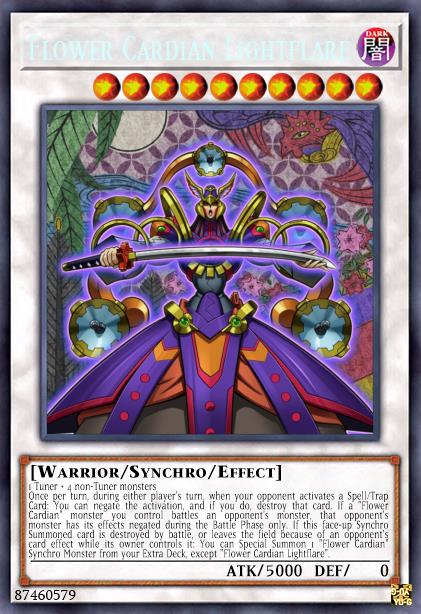 Flower Cardian Lightflare
DARK
闇
[Warrior/Synchro/Effect]
1 Tuner + 4 non-Tuner monsters
Once per turn, during either player's turn, when your opponent activates a Spell/Trap
Card: You can negate the activation, and if you do, destroy that card. If a "Flower
Cardian" monster you control battles an opponent's monster, that opponent's
monster has its effects negated during the Battle Phase only. If this face-up Synchro
Summoned card is destroyed by battle, or leaves the field because of an opponent's
card effect while its owner controls it: You can Special Summon 1 "Flower Cardian"
Synchro Monster from your Extra Deck, except "Flower Cardian Lightflare".
ATK/5000 DEF/ 0
87460579